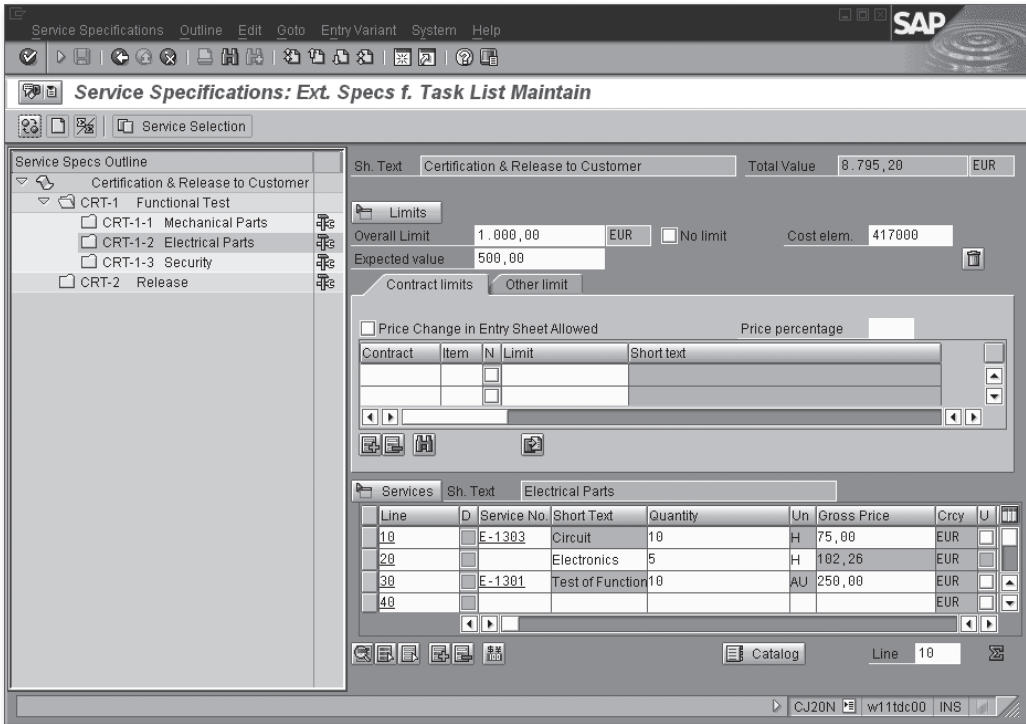 Service Specifications Outline Edit Goto Entry Variant System Help
SAP
Service Specifications: Ext. Specs f. Task List Maintain
Service Selection
Service Specs Outline
Certification & Release to Customer
CRT-1 Functional Test
CRT-1-1 Mechanical Parts
CRT-1-2 Electrical Parts
CRT-1-3 Security
CRT-2 Release
Sh. Text Certification & Release to Customer Total Value 8.795,20 EUR
Limits
Overall Limit 1.000,00 EUR No limit Cost elem. 417000
Expected value 500,00
Contract limits Other limit
Price Change in Entry Sheet Allowed Price percentage
Contract Item N Limit Short text
Services Sh. Text Electrical Parts
Line D Service No. Short Text Quantity Un Gross Price Crcy U
10 E-1303 Circuit 10 H 75,00 EUR
20 Electronics 5 H 102,26 EUR
30 E-1301 Test of Function 10 AU 250,00 EUR
40 EUR
Catalog Line 10
CJ20N w11tdc00 INS